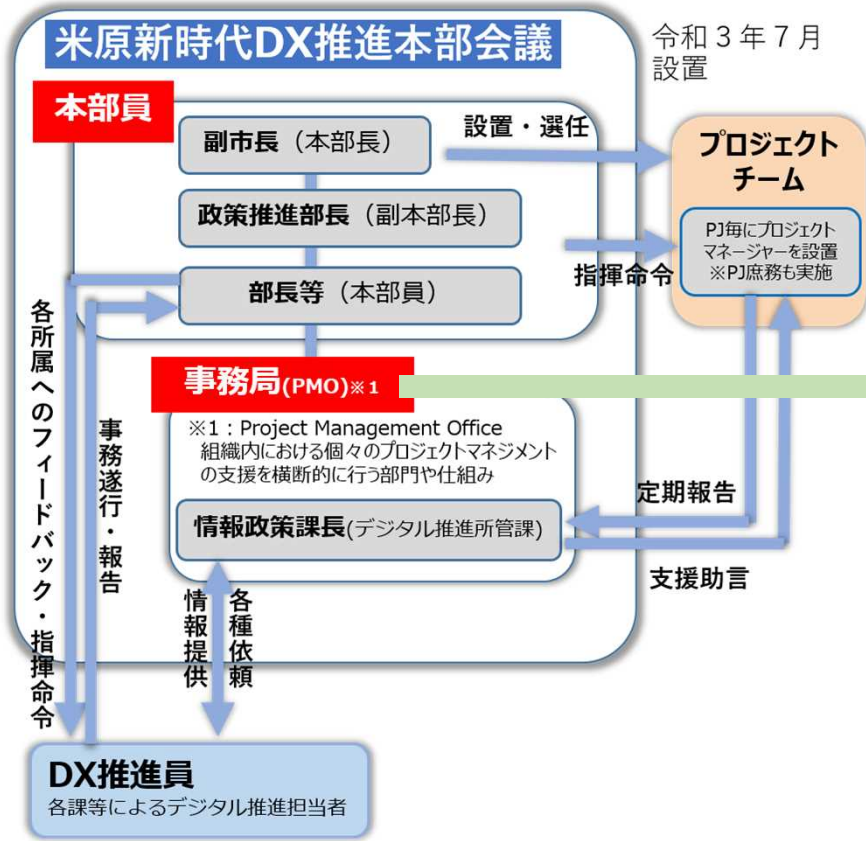 米原新時代DX推進本部会議
令和３年７月
設置
本部員
副市長（本部長）
設置・選任
プロジェクト
チーム
政策推進部長（副本部長）
PJ毎にプロジェクト
マネージャーを設置
※PJ庶務も実施
指揮命令
部長等（本部員）
各所属へのフィードバック・指揮命令
事務遂行・報告
事務局(PMO)※1
※1：Project Management Office
組織内における個々のプロジェクトマネジメント
の支援を横断的に行う部門や仕組み
定期報告
情報政策課長(デジタル推進所管課)
支援助言
情報提供
各種依頼
DX推進員
各課等によるデジタル推進担当者